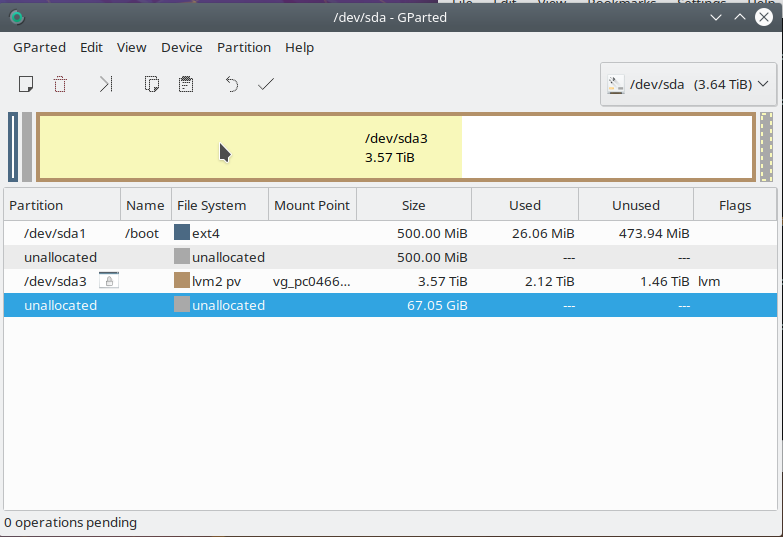 /dev/sda - GParted
GParted Edit View Device Partition Help
/dev/sda (3.64 TiB)
/dev/sda3
3.57 TiB
Partition Name File System Mount Point Size Used Unused Flags
/dev/sda1 /boot ext4 500.00 MiB 26.06 MiB 473.94 MiB
unallocated unallocated 500.00 MiB --- ---
/dev/sda3 lvm2 pv vg_pc0466... 3.57 TiB 2.12 TiB 1.46 TiB lvm
unallocated unallocated 67.05 GiB --- ---
0 operations pending